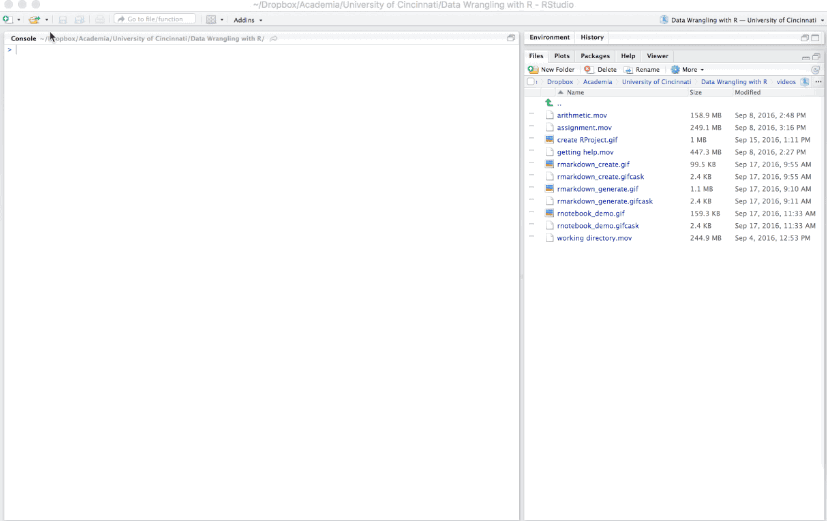 ~/Dropbox/Academia/University of Cincinnati/Data Wrangling with R - RStudio
Go to file/function
Addins
Data Wrangling with R — University of Cincinnati
Console ~/Dropbox/Academia/University of Cincinnati/Data Wrangling with R/
>
Environment History
Files Plots Packages Help Viewer
New Folder Delete Rename More
Dropbox Academia University of Cincinnati Data Wrangling with R videos ...
Name Size Modified
..
arithmetic.mov 158.9 MB Sep 8, 2016, 2:48 PM
assignment.mov 249.1 MB Sep 8, 2016, 3:16 PM
create RProject.gif 1 MB Sep 15, 2016, 1:11 PM
getting help.mov 447.3 MB Sep 8, 2016, 2:27 PM
rmarkdown_create.gif 99.5 KB Sep 17, 2016, 9:55 AM
rmarkdown_create.gifcask 2.4 KB Sep 17, 2016, 9:55 AM
rmarkdown_generate.gif 1.1 MB Sep 17, 2016, 9:10 AM
rmarkdown_generate.gifcask 2.4 KB Sep 17, 2016, 9:11 AM
rnotebook_demo.gif 159.3 KB Sep 17, 2016, 11:33 AM
rnotebook_demo.gifcask 2.4 KB Sep 17, 2016, 11:33 AM
working directory.mov 244.9 MB Sep 4, 2016, 12:53 PM